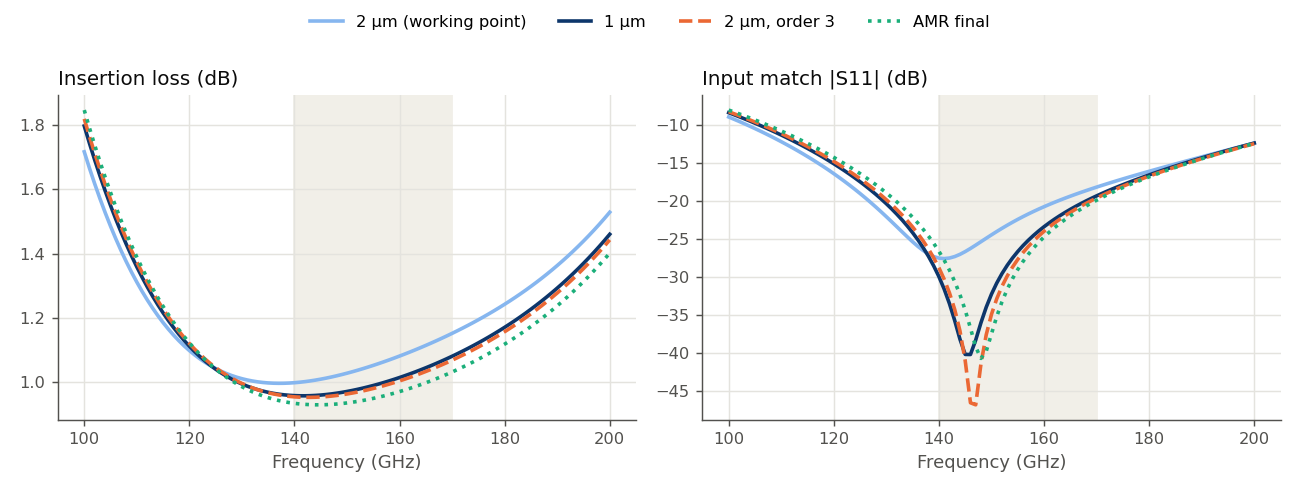 2 μm (working point) 1 μm 2 μm, order 3 AMR final
Insertion loss (dB)
1.8
1.6
1.4
1.2
1.0
100 120 140 160 180 200
Frequency (GHz)
Input match |S11| (dB)
−10
−15
−20
−25
−30
−35
−40
−45
100 120 140 160 180 200
Frequency (GHz)